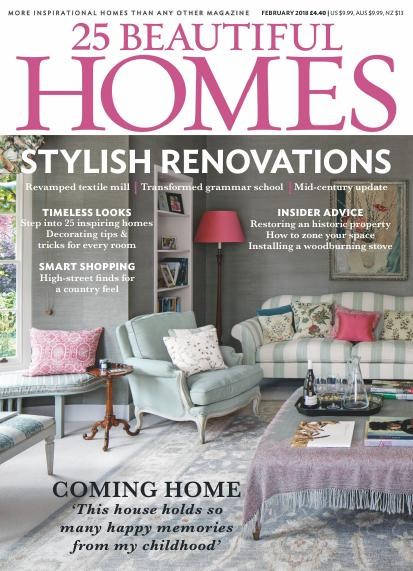 MORE INSPIRATIONAL HOMES THAN ANY OTHER MAGAZINE FEBRUARY 2018 £4.40 | US $9.99, AUS $9.99, NZ $13
25 BEAUTIFUL
HOMES
STYLISH RENOVATIONS
Revamped textile mill | Transformed grammar school | Mid-century update
TIMELESS LOOKS
Step into 25 inspiring homes
Decorating tips &
tricks for every room
SMART SHOPPING
High-street finds for
a country feel
INSIDER ADVICE
Restoring an historic property
How to zone your space
Installing a woodburning stove
COMING HOME
‘This house holds so
many happy memories
from my childhood’